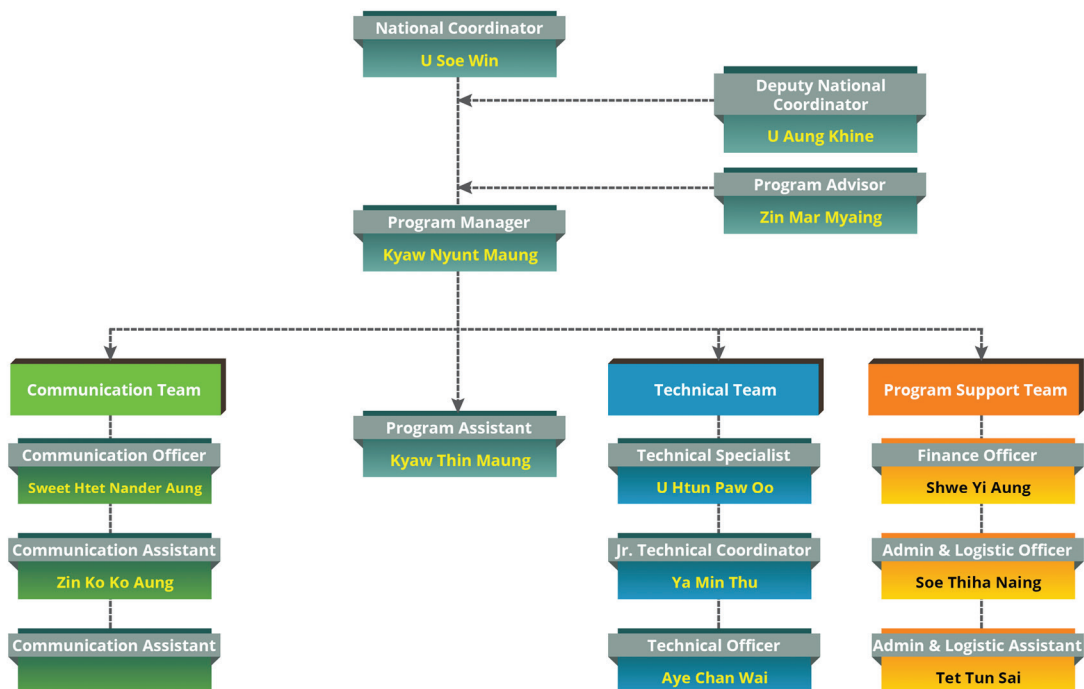 National Coordinator
U Soe Win
Deputy National
Coordinator
U Aung Khine
Program Advisor
Zin Mar Myaing
Program Manager
Kyaw Nyunt Maung
Communication Team
Technical Team
Program Support Team
Program Assistant
Kyaw Thin Maung
Communication Officer
Sweet Htet Nander Aung
Communication Assistant
Zin Ko Ko Aung
Communication Assistant
Technical Specialist
U Htun Paw Oo
Jr. Technical Coordinator
Ya Min Thu
Technical Officer
Aye Chan Wai
Finance Officer
Shwe Yi Aung
Admin & Logistic Officer
Soe Thiha Naing
Admin & Logistic Assistant
Tet Tun Sai